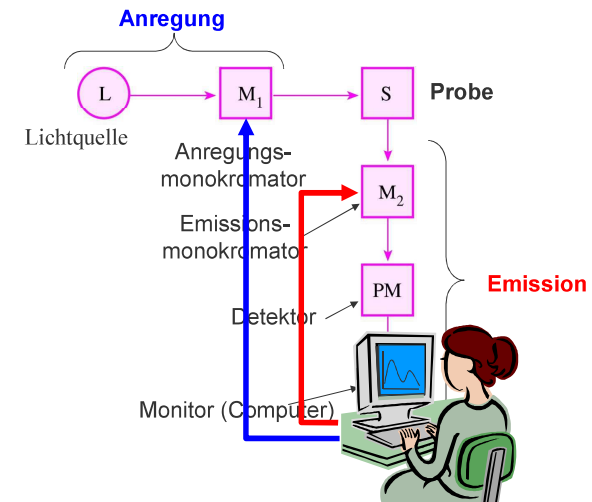 Anregung
L
M1
S
Probe
Lichtquelle
Anregungs-
monokromator
M2
Emissions-
monokromator
Emission
PM
Detektor
Monitor (Computer)